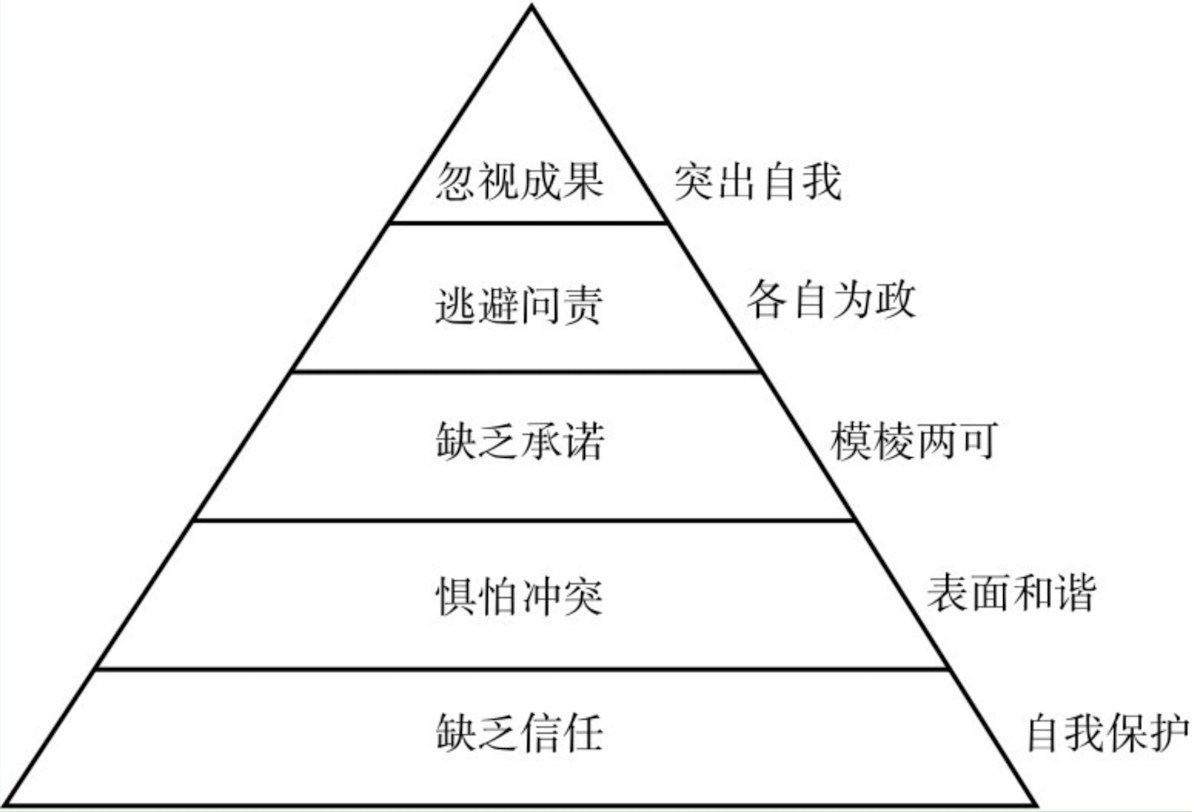 忽视成果 突出自我
逃避问责 各自为政
缺乏承诺 模棱两可
惧怕冲突 表面和谐
缺乏信任 自我保护